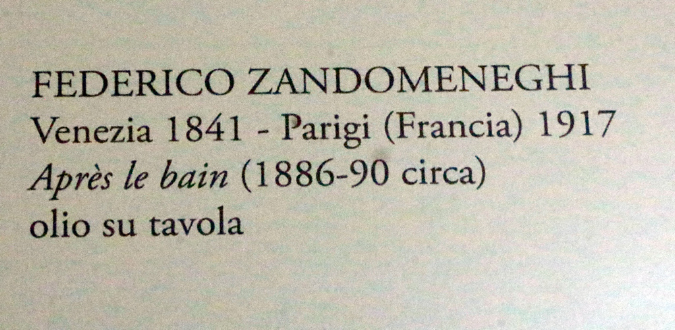 FEDERICO ZANDOMENEGHI
Venezia 1841 - Parigi (Francia) 1917
Après le bain (1886-90 circa)
olio su tavola